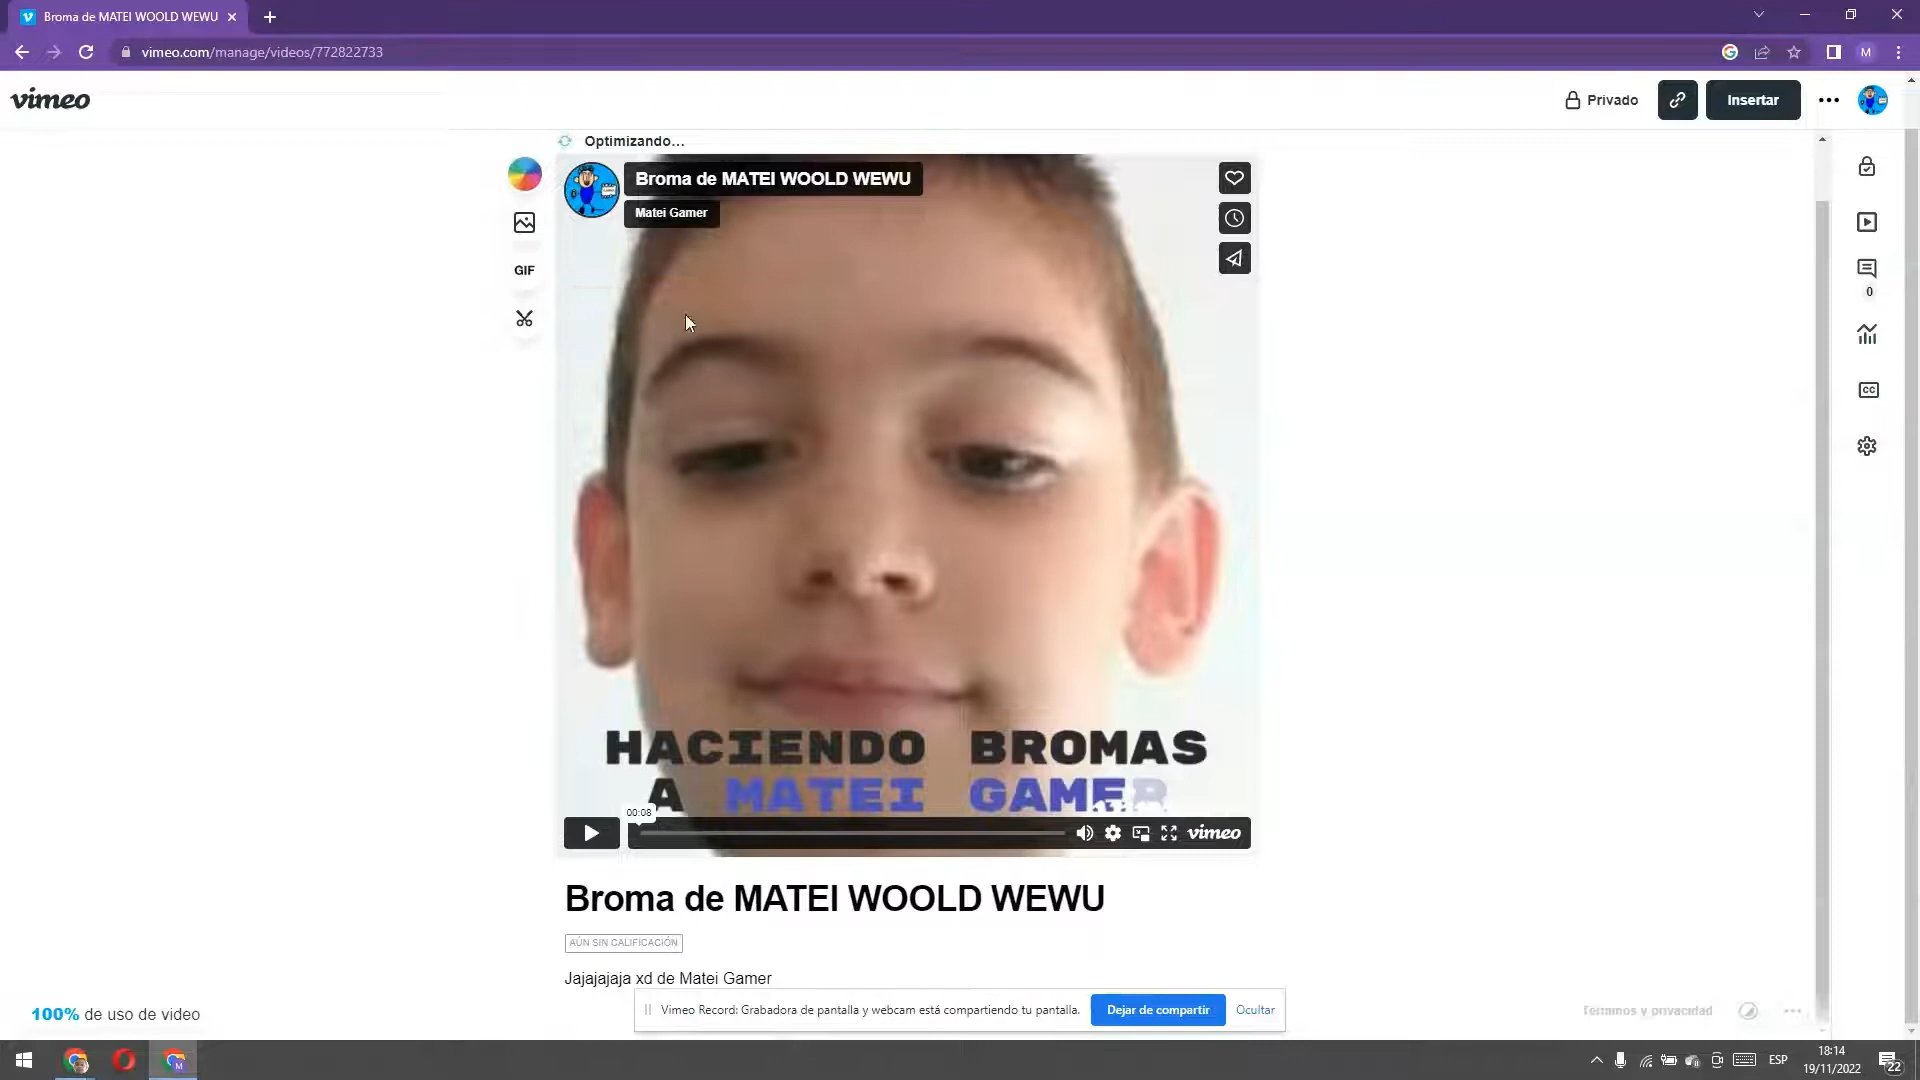 Broma de MATEI WOOLD WEWU
vimeo.com/manage/videos/772822733
M
vimeo
Privado
Insertar
Optimizando...
Broma de MATEI WOOLD WEWU
Matei Gamer
GIF
0
CC
HACIENDO BROMAS
A MATEI GAMER
00:08
vimeo
Broma de MATEI WOOLD WEWU
AÚN SIN CALIFICACIÓN
Jajajajaja xd de Matei Gamer
100% de uso de video
Vimeo Record: Grabadora de pantalla y webcam está compartiendo tu pantalla.
Dejar de compartir
Ocultar
Términos y privacidad
ESP
18:14
19/11/2022
22